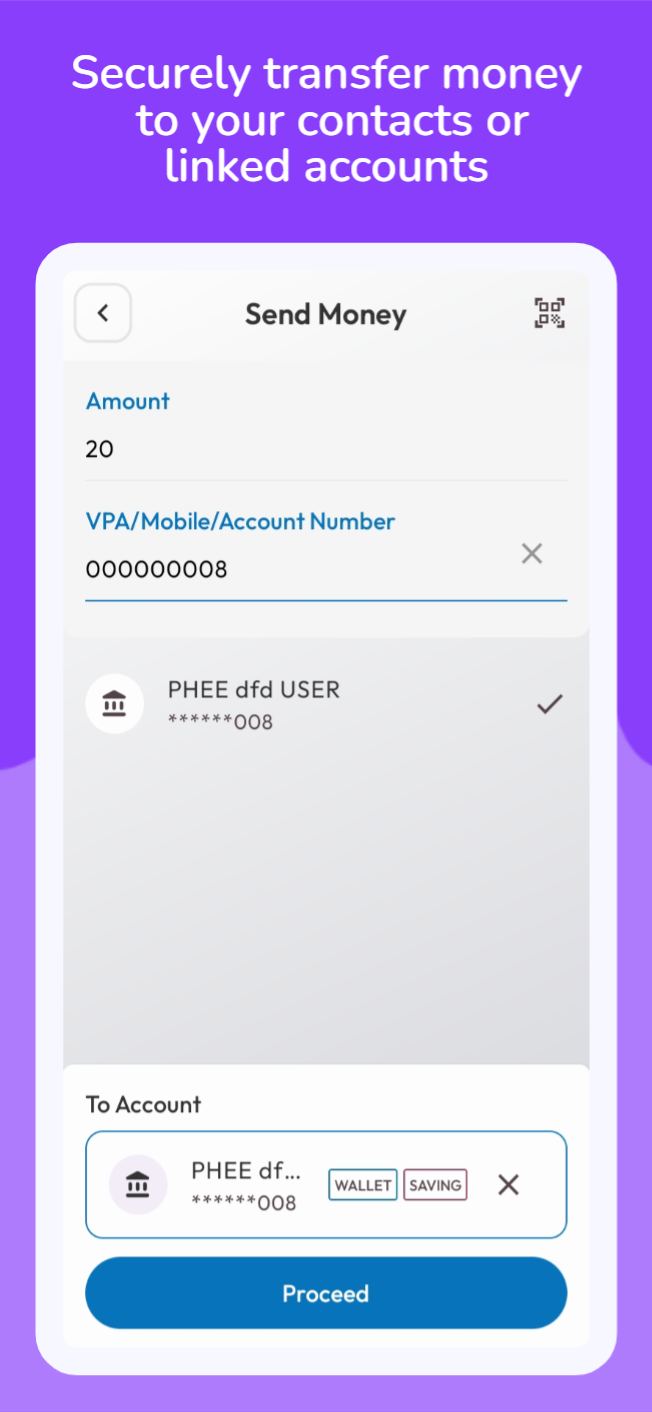 Securely transfer money
to your contacts or
linked accounts
Send Money
Amount
20
VPA/Mobile/Account Number
000000008
PHEE dfd USER
******008
To Account
PHEE df...
******008
WALLET
SAVING
Proceed